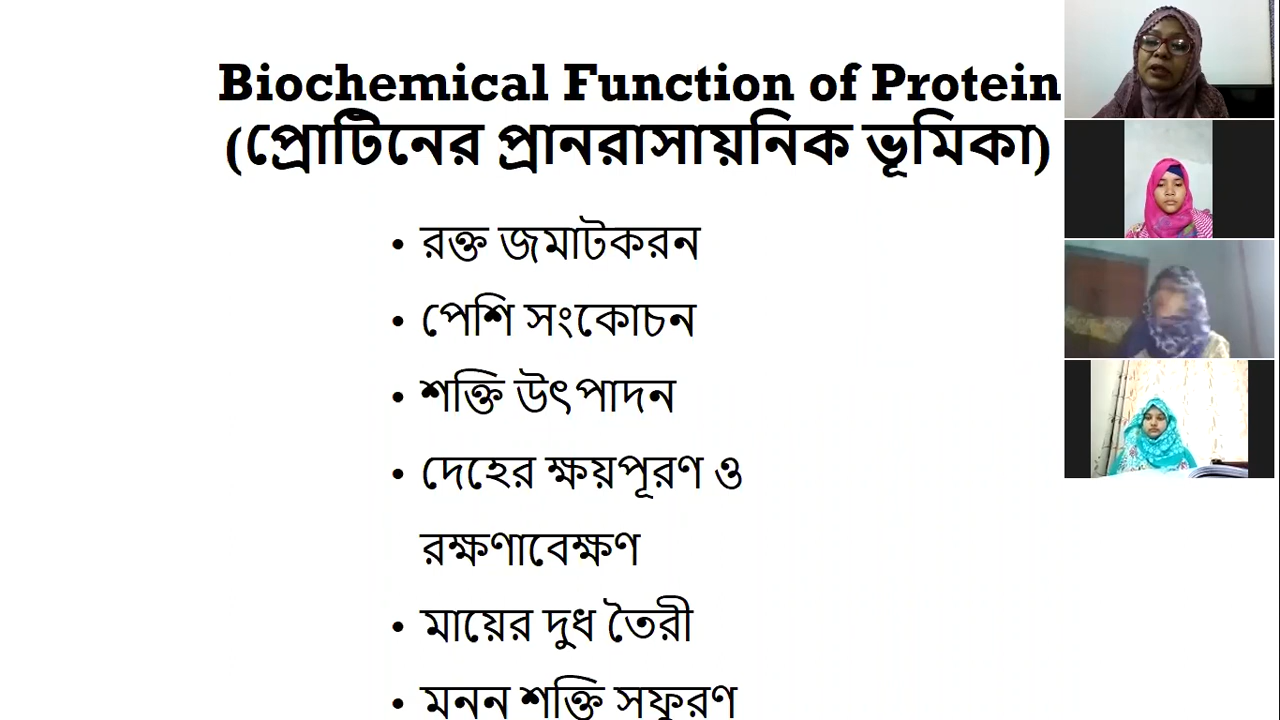 Biochemical Function of Protein
(প্রোটিনের প্রানরাসায়নিক ভূমিকা)
• রক্ত জমাটকরন
• পেশি সংকোচন
• শক্তি উৎপাদন
• দেহের ক্ষয়পূরণ ও
রক্ষণাবেক্ষণ
• মায়ের দুধ তৈরী
• মনন শক্তি সফুরণ